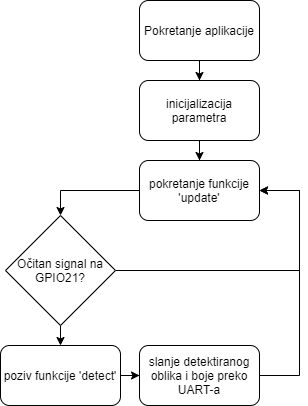 Pokretanje aplikacije
inicijalizacija
parametra
pokretanje funkcije
'update'
Očitan signal na
GPIO21?
poziv funkcije 'detect'
slanje detektiranog
oblika i boje preko
UART-a